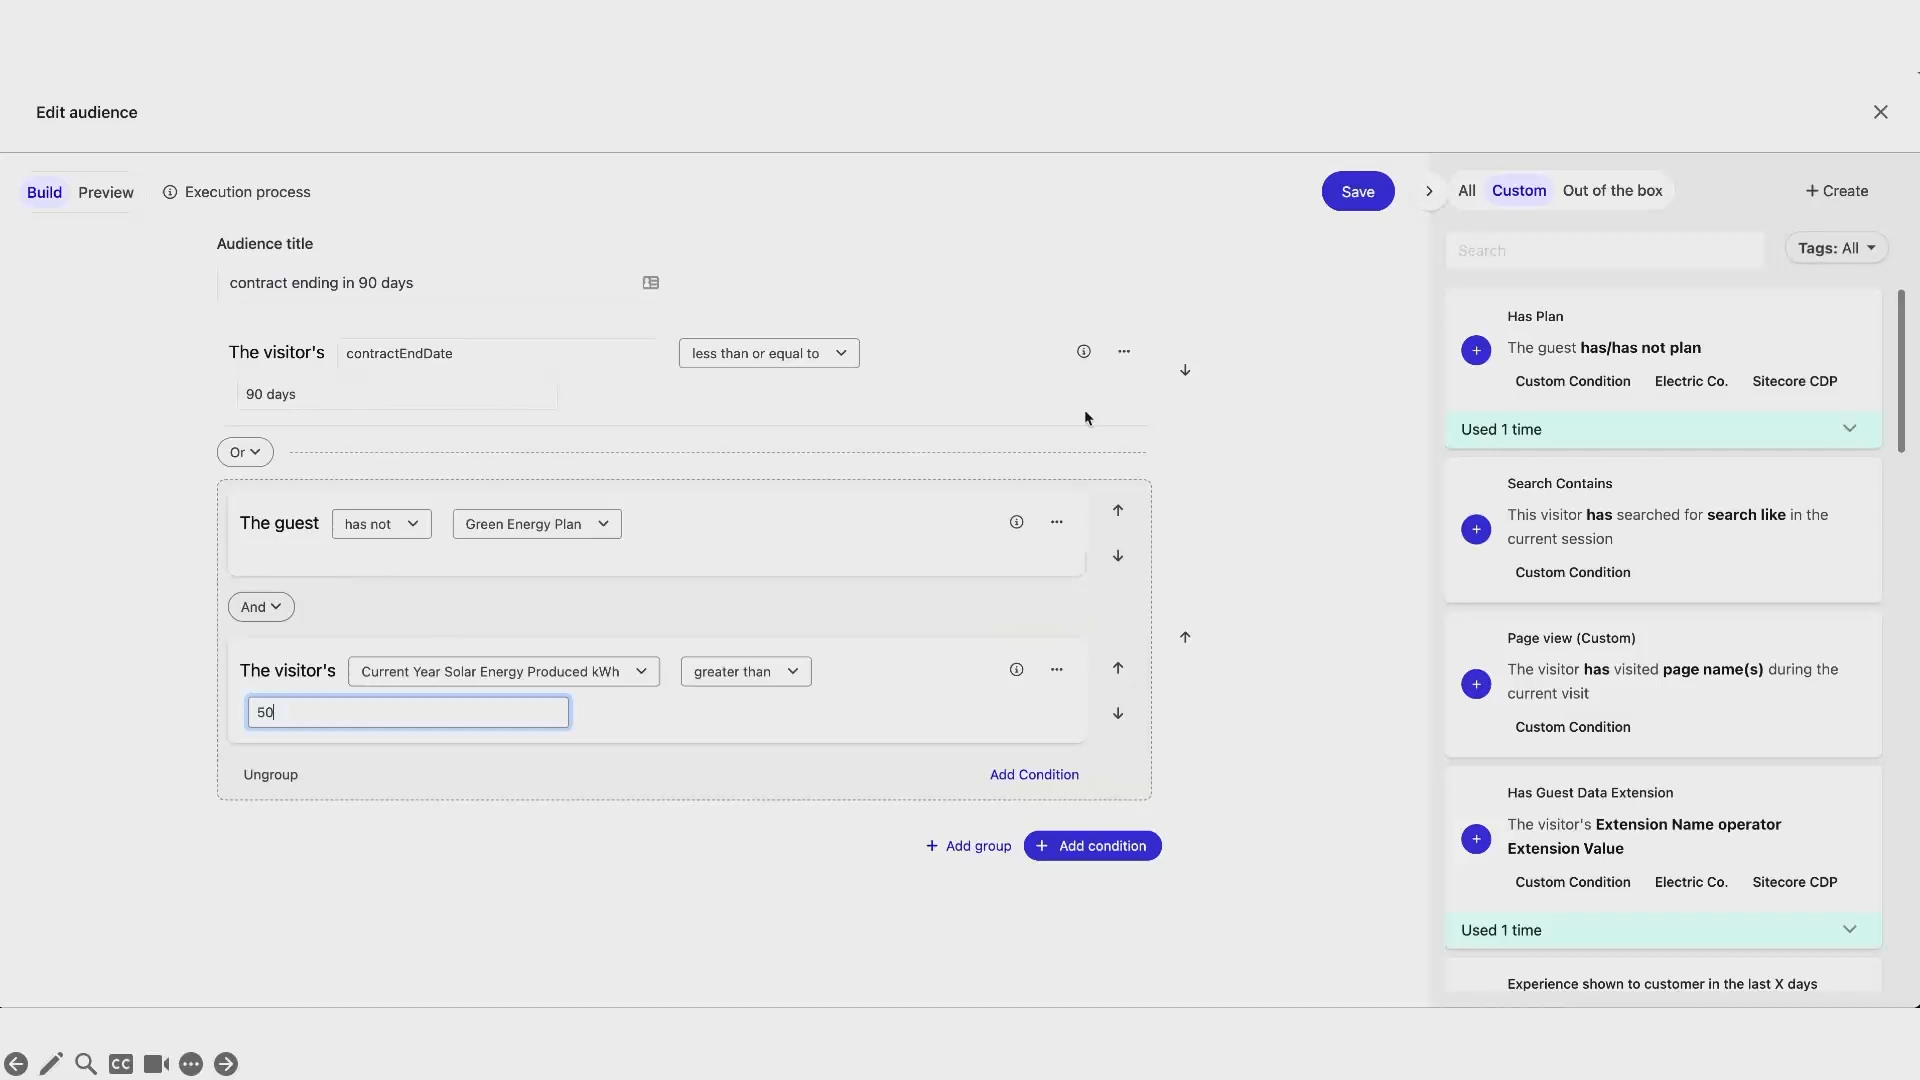 Edit audience
Build Preview Execution process
Save
Audience title
contract ending in 90 days
The visitor's contractEndDate less than or equal to
90 days
Or
The guest has not Green Energy Plan
And
The visitor's Current Year Solar Energy Produced kWh greater than
50
Ungroup Add Condition
+ Add group + Add condition
All Custom Out of the box + Create
Search Tags: All
Has Plan
The guest has/has not plan
Custom Condition Electric Co. Sitecore CDP
Used 1 time
Search Contains
This visitor has searched for search like in the
current session
Custom Condition
Page view (Custom)
The visitor has visited page name(s) during the
current visit
Custom Condition
Has Guest Data Extension
The visitor's Extension Name operator
Extension Value
Custom Condition Electric Co. Sitecore CDP
Used 1 time
Experience shown to customer in the last X days
CC